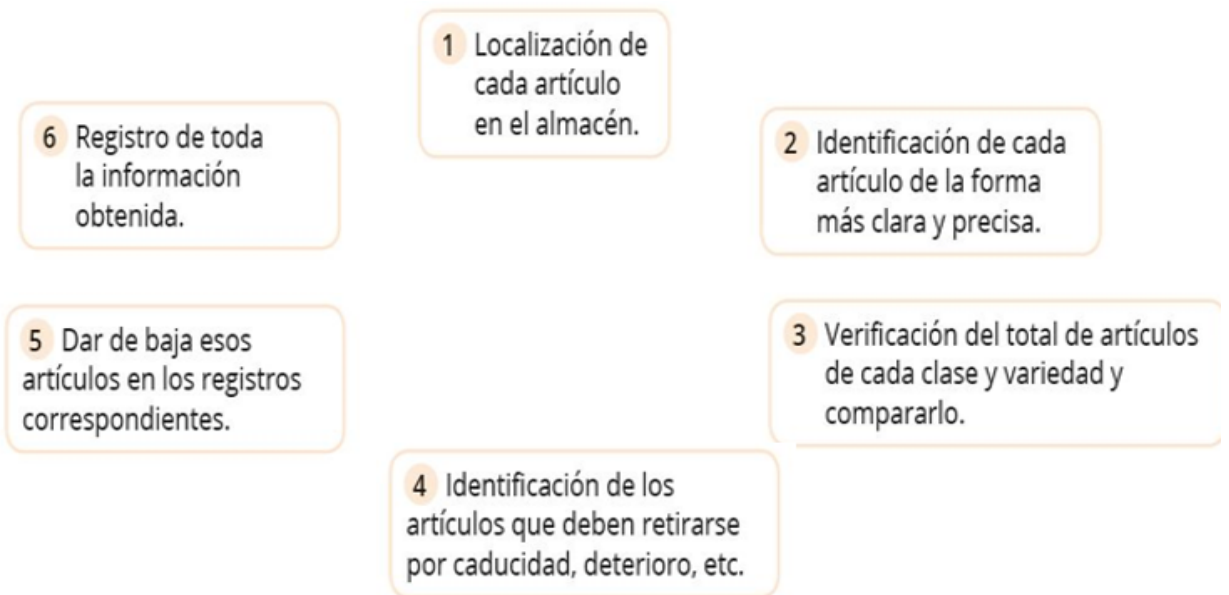 1 Localización de
cada artículo
en el almacén.
2 Identificación de cada
artículo de la forma
más clara y precisa.
3 Verificación del total de artículos
de cada clase y variedad y
compararlo.
4 Identificación de los
artículos que deben retirarse
por caducidad, deterioro, etc.
5 Dar de baja esos
artículos en los registros
correspondientes.
6 Registro de toda
la información
obtenida.